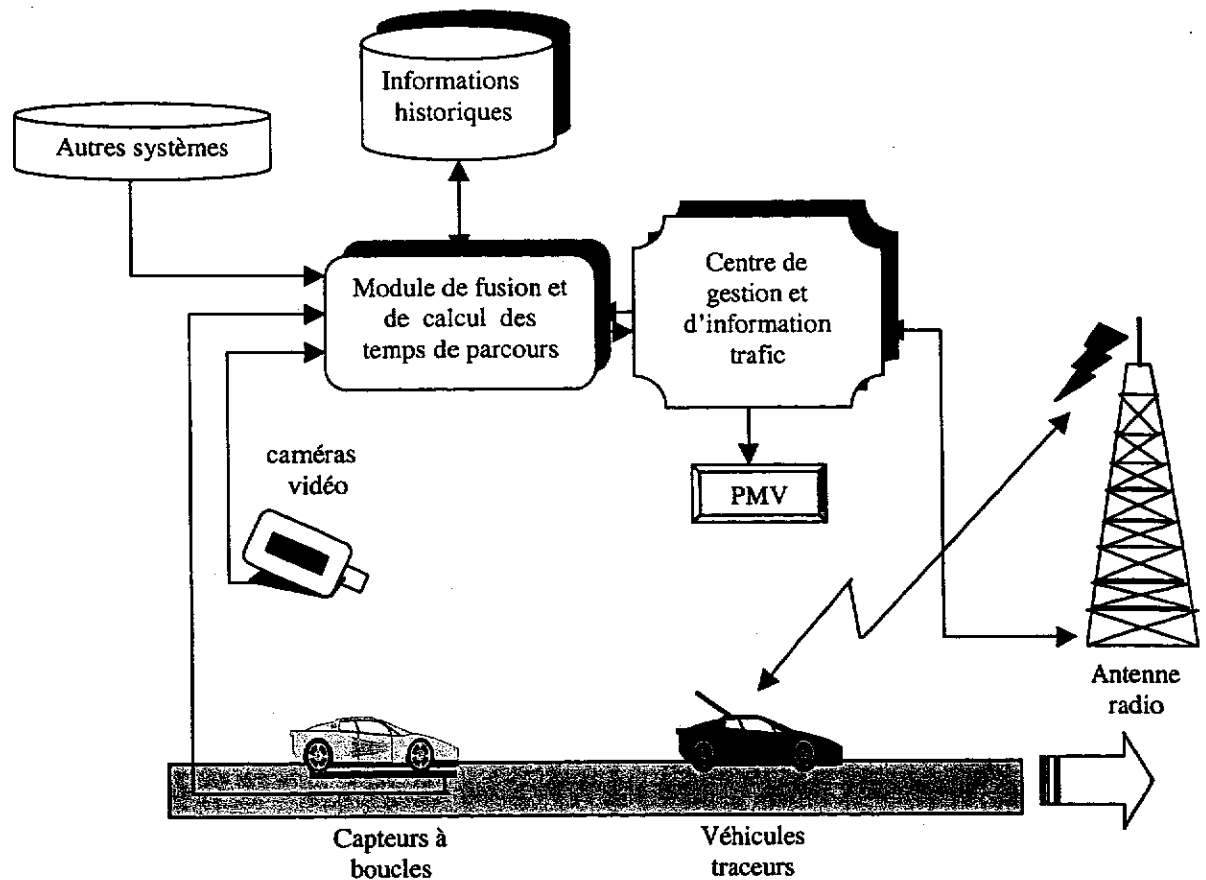 Informations
historiques
Autres systèmes
Module de fusion et
de calcul des
temps de parcours
Centre de
gestion et
d'information
trafic
caméras
vidéo
PMV
Antenne
radio
Capteurs à
boucles
Véhicules
traceurs